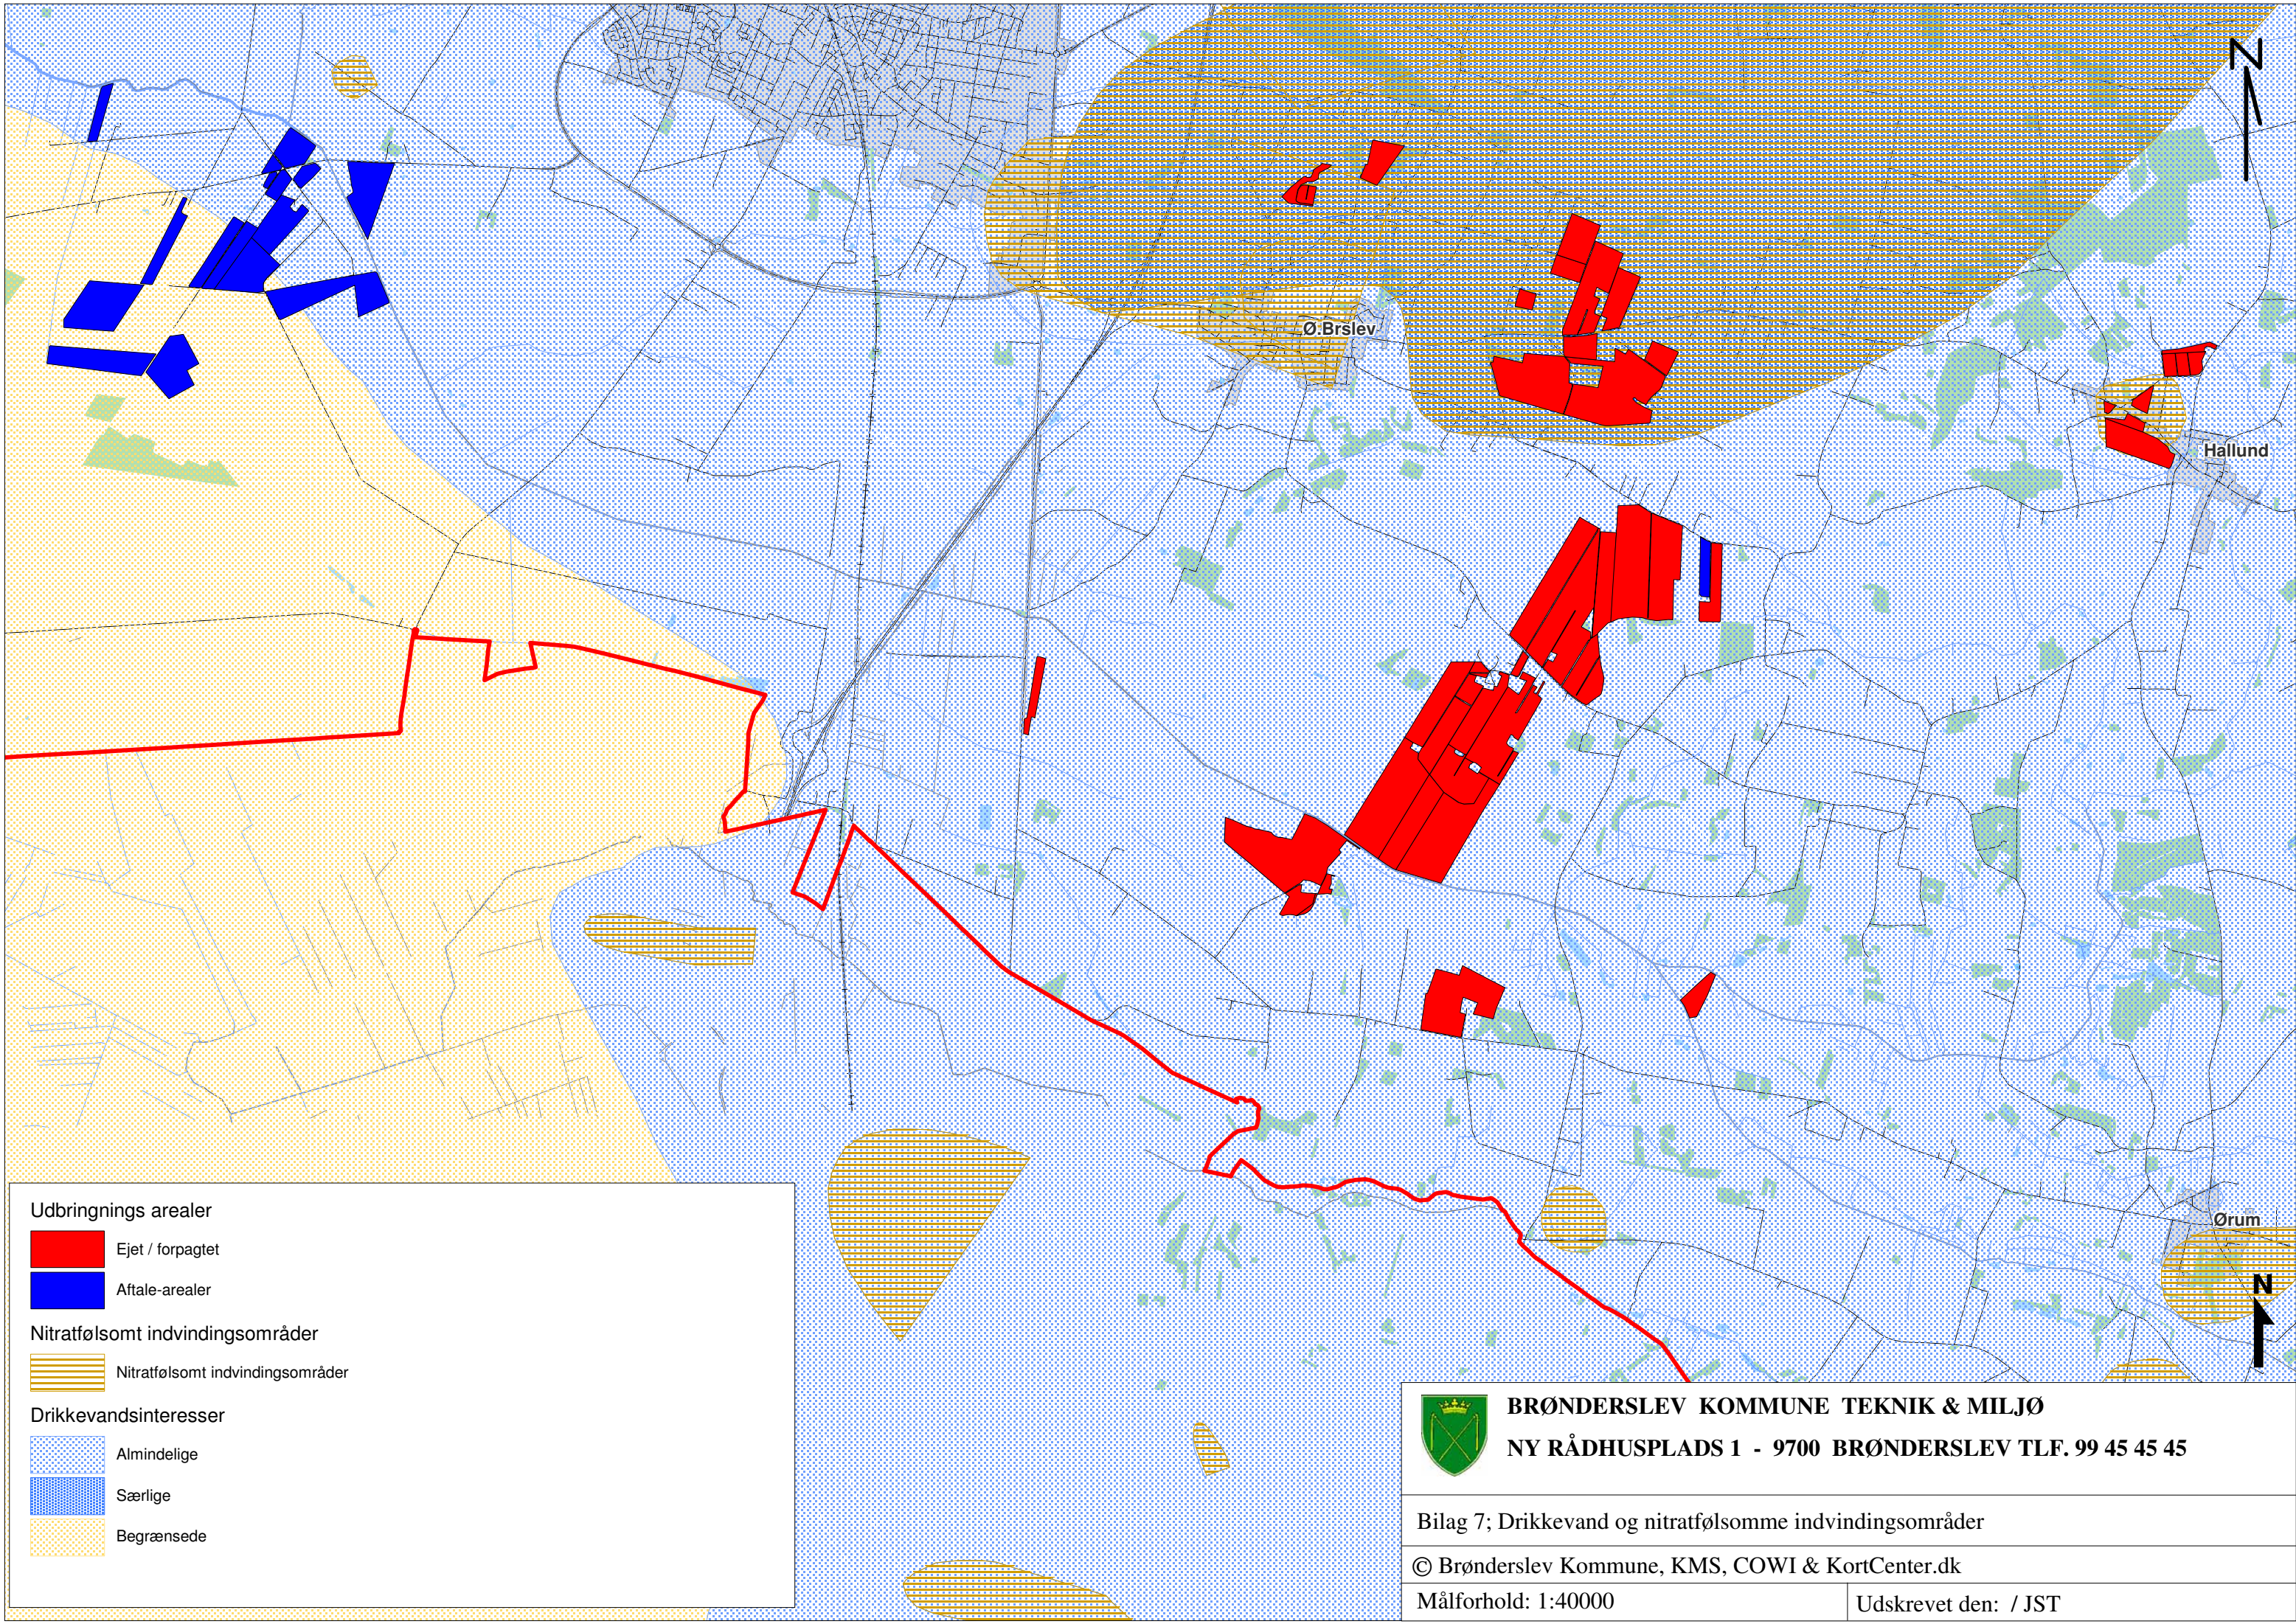 N
Ø.Brslev
Hallund
Ørum
N
Udbringnings arealer
Ejet / forpagtet
Aftale-arealer
Nitratfølsomt indvindingsområder
Nitratfølsomt indvindingsområder
Drikkevandsinteresser
Almindelige
Særlige
Begrænsede
BRØNDERSLEV KOMMUNE TEKNIK & MILJØ
NY RÅDHUSPLADS 1 - 9700 BRØNDERSLEV TLF. 99 45 45 45
Bilag 7; Drikkevand og nitratfølsomme indvindingsområder
© Brønderslev Kommune, KMS, COWI & KortCenter.dk
Målforhold: 1:40000
Udskrevet den: / JST